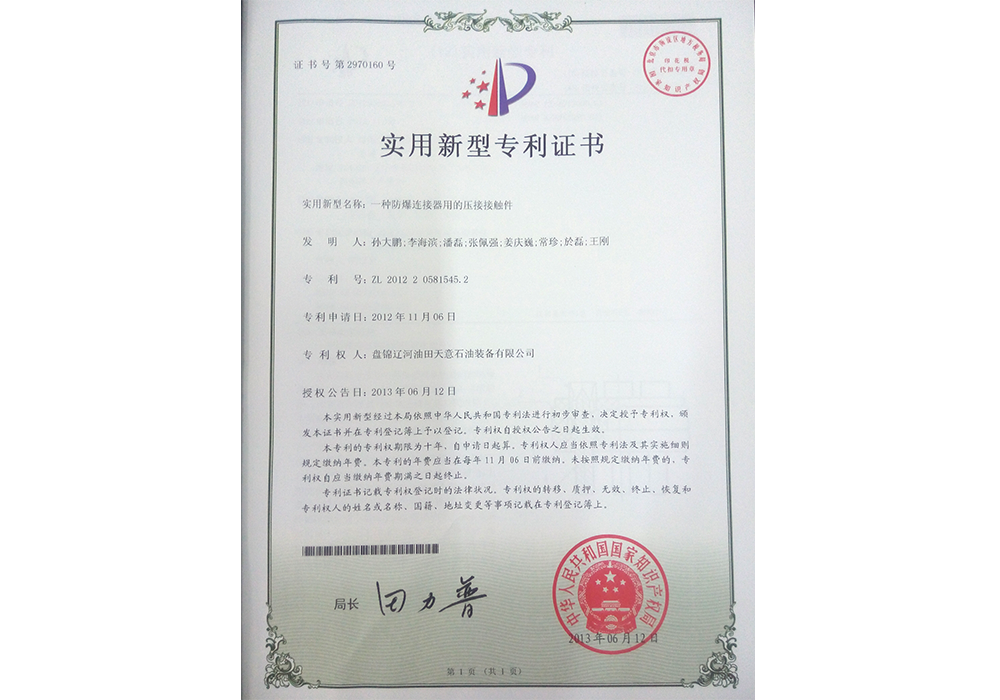 证书号第2970160号
实用新型专利证书
实用新型名称：一种防爆连接器用的压接接触件
发明人：孙大鹏;李海滨;潘磊;张佩强;姜庆巍;常珍;於磊;王刚
专利号：ZL 2012 2 0581545.2
专利申请日：2012年11月06日
专利权人：盘锦辽河油田天意石油装备有限公司
授权公告日：2013年06月12日
本实用新型经过本局依照中华人民共和国专利法进行初步审查，决定授予专利权，颁
发本证书并在专利登记簿上予以登记。专利权自授权公告之日起生效。
本专利的专利权期限为十年，自申请日起算。专利权人应当依照专利法及其实施细则
规定缴纳年费。本专利的年费应当在每年11月06日前缴纳。未按照规定缴纳年费的，专
利权自应当缴纳年费期满之日起终止。
专利证书记载专利权登记时的法律状况。专利权的转移、质押、无效、终止、恢复和
专利权人的姓名或名称、国籍、地址变更等事项记载在专利登记簿上。
局长 田力普
中华人民共和国国家知识产权局
2013年06月12日
第1页（共1页）